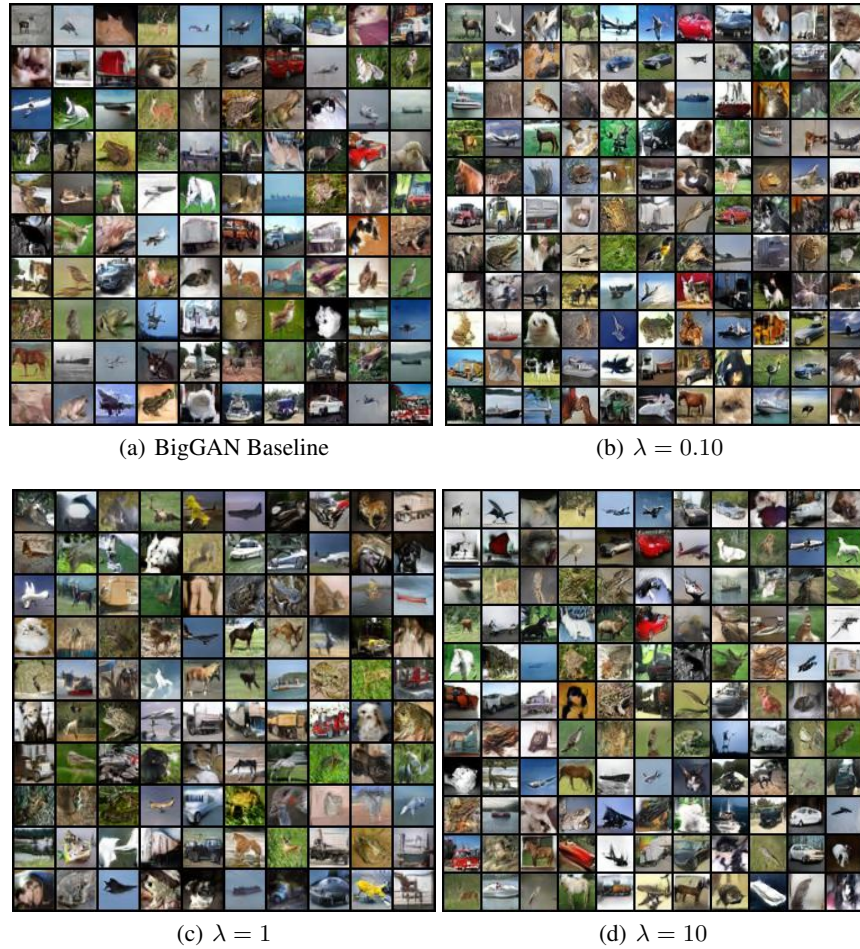 (a) BigGAN Baseline
(b) λ = 0.10
(c) λ = 1
(d) λ = 10